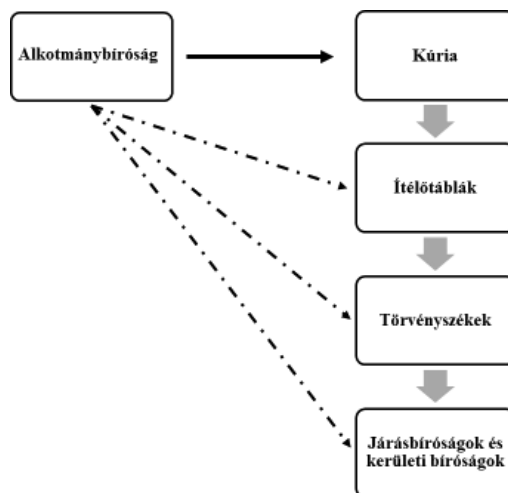 Alkotmánybíróság
Kúria
Ítélőtáblák
Törvényszékek
Járásbíróságok és
kerületi bíróságok